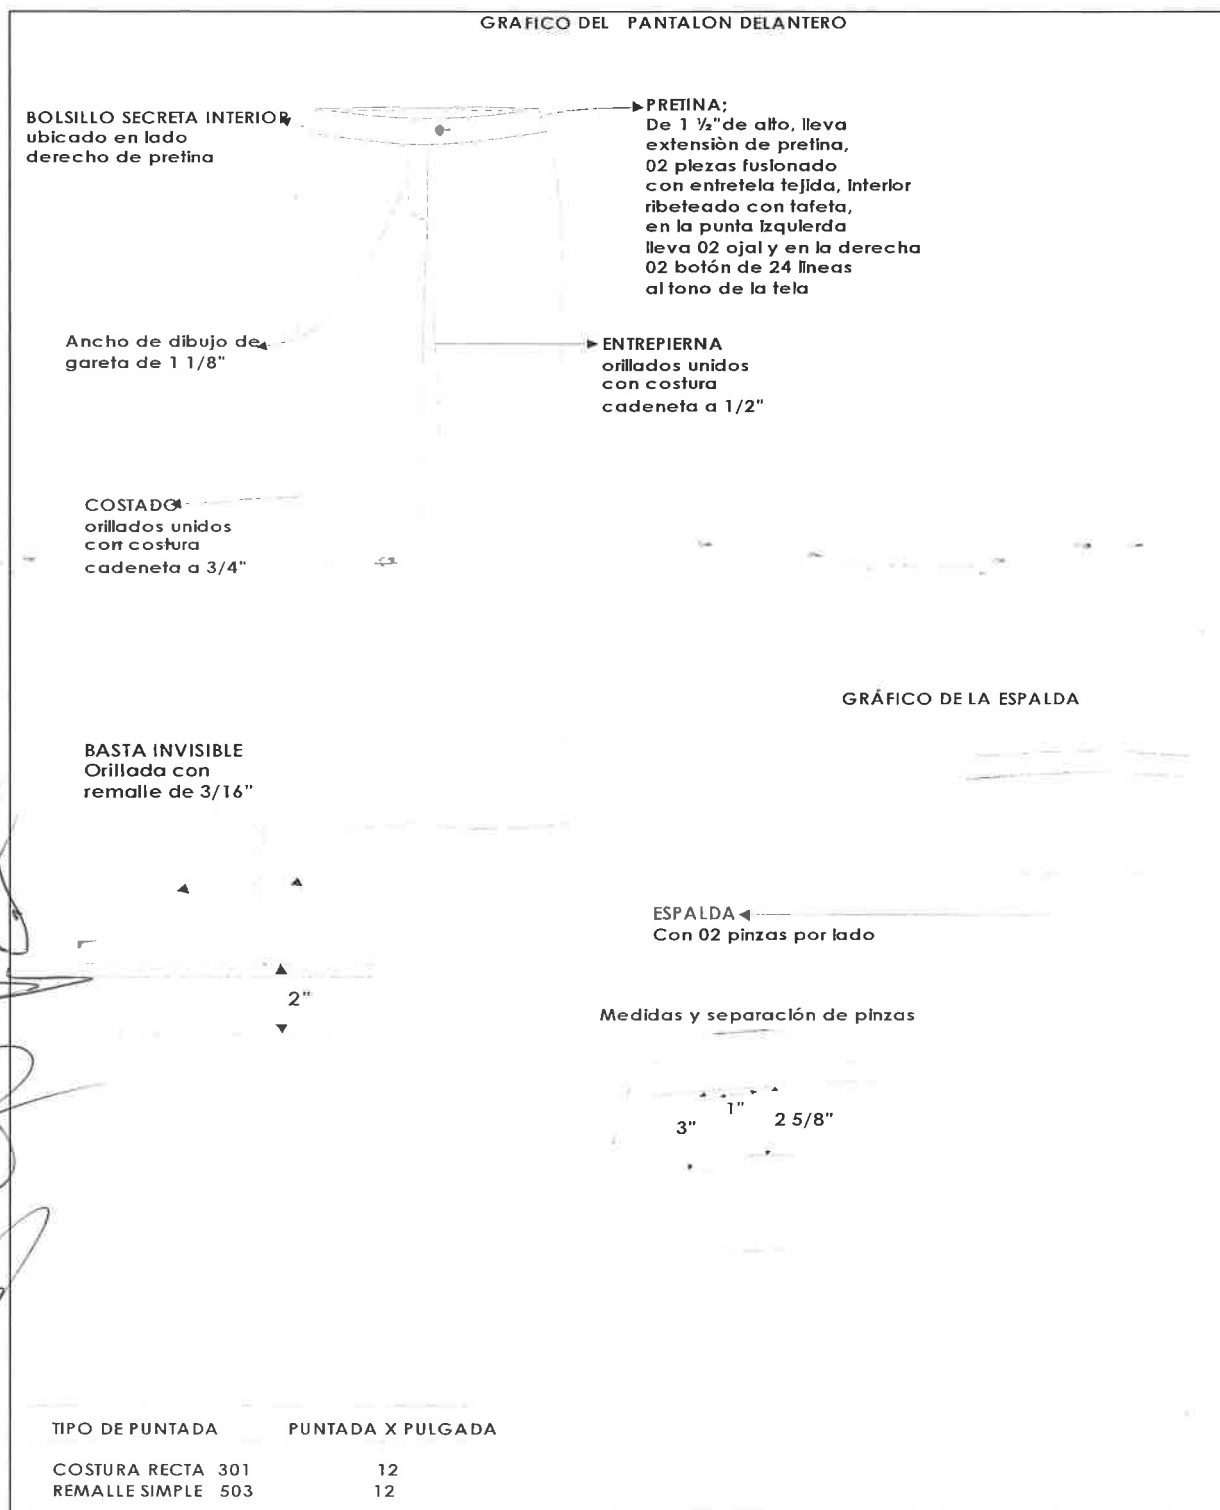 GRAFICO DEL PANTALON DELANTERO
BOLSILLO SECRETA INTERIOR
ubicado en lado
derecho de pretina
PRETINA;
De 1 ½" de alto, lleva
extensión de pretina,
02 piezas fusionado
con entretela tejida, interior
ribeteado con tafeta,
en la punta izquierda
lleva 02 ojal y en la derecha
02 botón de 24 líneas
al tono de la tela
Ancho de dibujo de
gareta de 1 1/8"
ENTREPIERNA
orillados unidos
con costura
cadeneta a 1/2"
COSTADO
orillados unidos
con costura
cadeneta a 3/4"
GRÁFICO DE LA ESPALDA
BASTA INVISIBLE
Orillada con
remalle de 3/16"
ESPALDA
Con 02 pinzas por lado
2"
Medidas y separación de pinzas
1"
3"
2 5/8"
TIPO DE PUNTADA PUNTADA X PULGADA
COSTURA RECTA 301 12
REMALLE SIMPLE 503 12